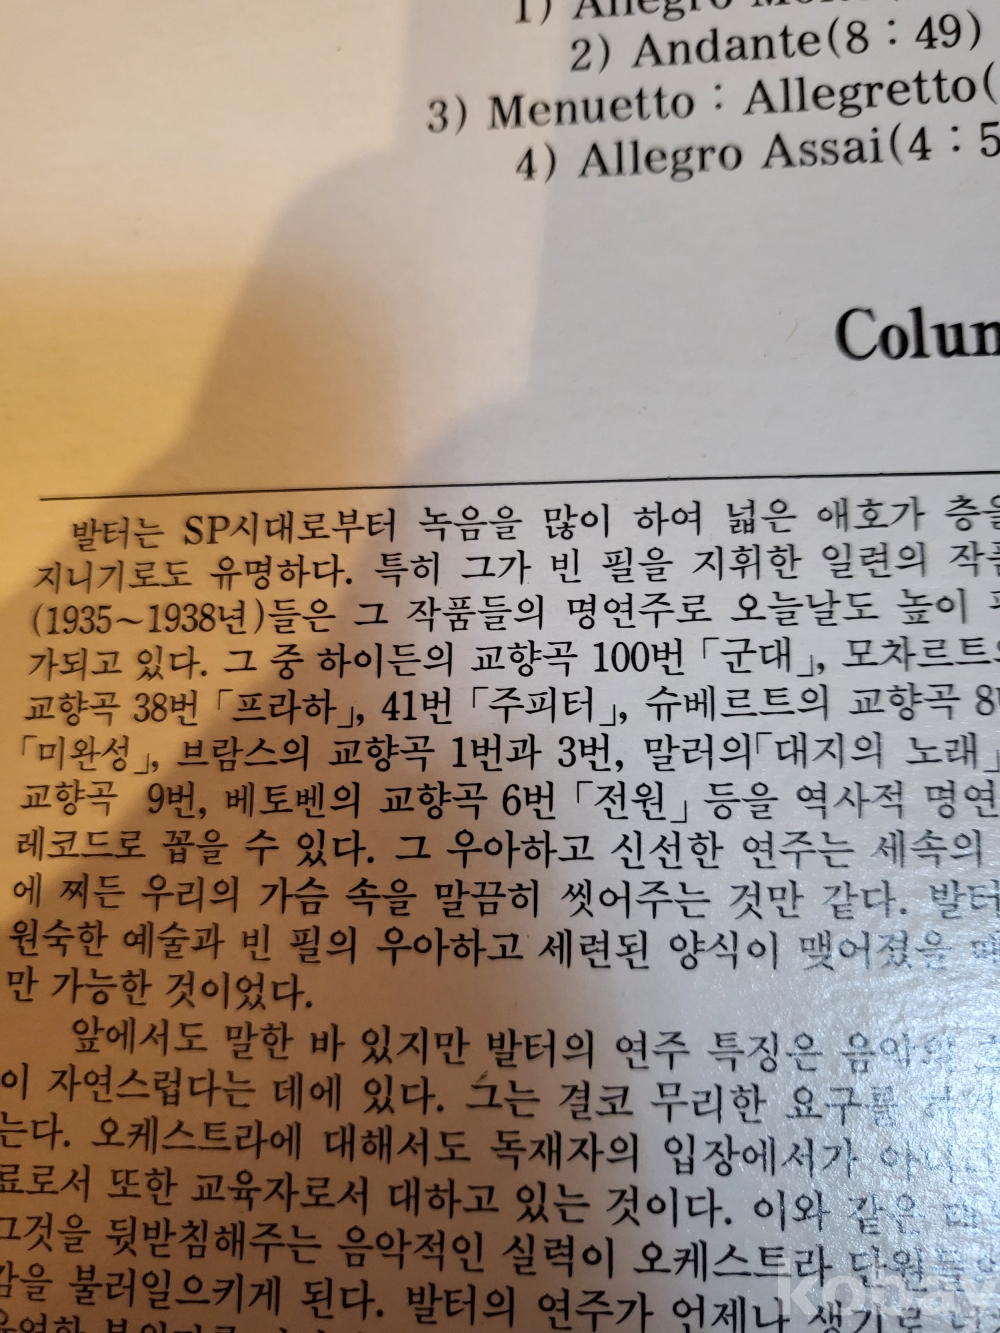 1) Allegro
2) Andante(8 : 49)
3) Menuetto : Allegretto(
4) Allegro Assai(4 : 5
Colum
발터는 SP시대로부터 녹음을 많이 하여 넓은 애호가 층을
지니기로도 유명하다. 특히 그가 빈 필을 지휘한 일련의 작품
(1935~1938년)들은 그 작품들의 명연주로 오늘날도 높이
가되고 있다. 그 중 하이든의 교향곡 100번 「군대」, 모차르트의
교향곡 38번 「프라하」, 41번 「주피터」, 슈베르트의 교향곡 8
「미완성」, 브람스의 교향곡 1번과 3번, 말러의「대지의 노래」
교향곡 9번, 베토벤의 교향곡 6번 「전원」 등을 역사적 명연
레코드로 꼽을 수 있다. 그 우아하고 신선한 연주는 세속의
에 찌든 우리의 가슴 속을 말끔히 씻어주는 것만 같다. 발터
원숙한 예술과 빈 필의 우아하고 세련된 양식이 맺어졌을 때
만 가능한 것이었다.
앞에서도 말한 바 있지만 발터의 연주 특징은
이 자연스럽다는 데에 있다. 그는 결코 무리한 요구를
는다. 오케스트라에 대해서도 독재자의 입장에서가
료로서 또한 교육자로서 대하고 있는 것이다. 이와 같은
그것을 뒷받침해주는 음악적인 실력이 오케스트라 단원들의
감을 불러일으키게 된다. 발터의 연주가 언제나 생기로
kobay